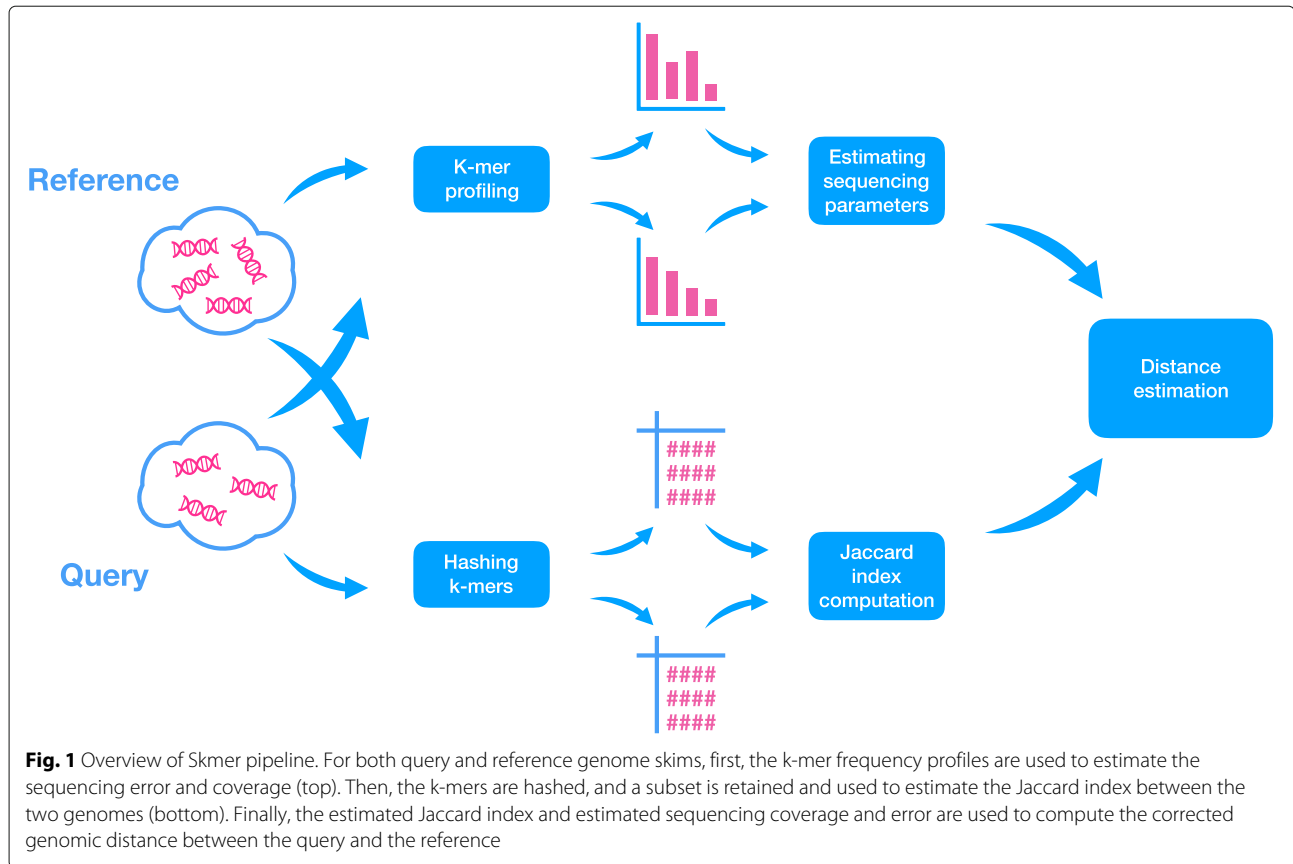 Reference
K-mer
profiling
Estimating
sequencing
parameters
Distance
estimation
####
####
####
Query
Hashing
k-mers
Jaccard
index
computation
####
####
####
Fig. 1 Overview of Skmer pipeline. For both query and reference genome skims, first, the k-mer frequency profiles are used to estimate the
sequencing error and coverage (top). Then, the k-mers are hashed, and a subset is retained and used to estimate the Jaccard index between the
two genomes (bottom). Finally, the estimated Jaccard index and estimated sequencing coverage and error are used to compute the corrected
genomic distance between the query and the reference